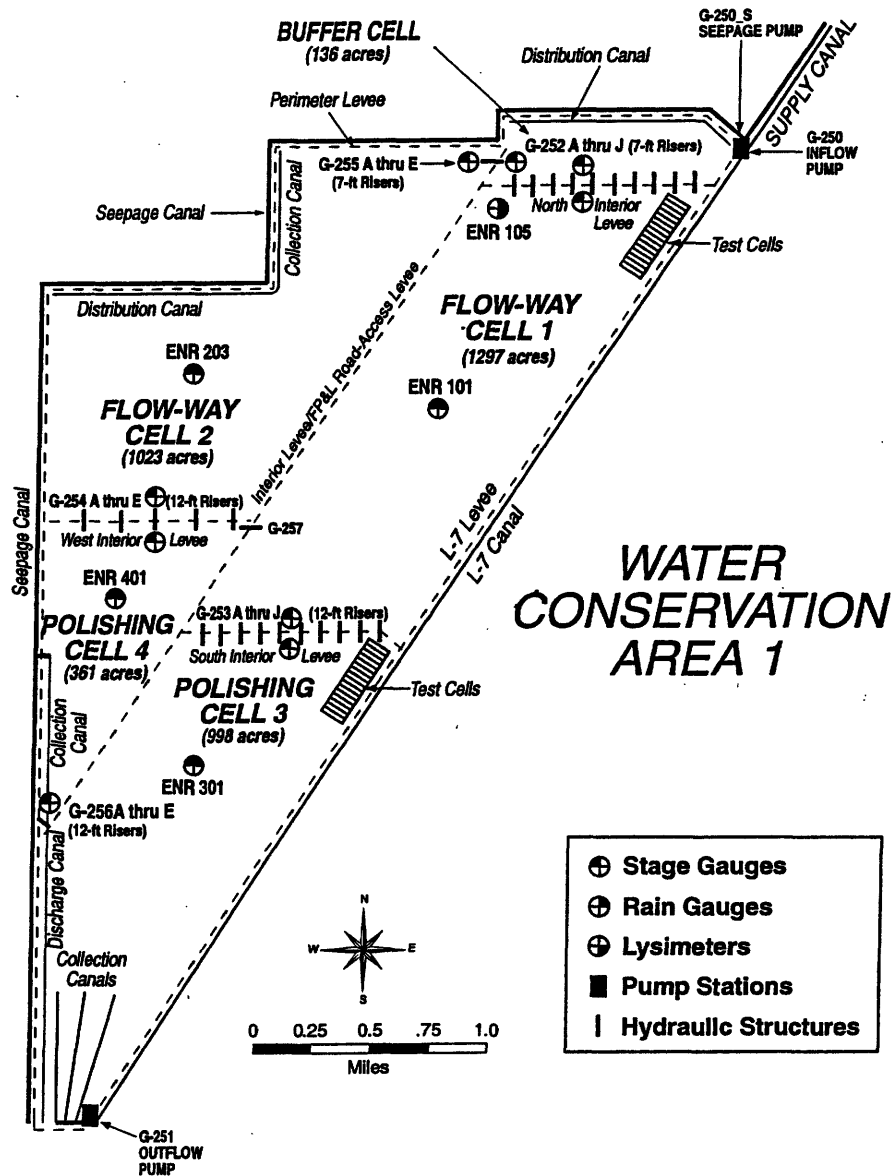 G-250_S
SEEPAGE PUMP
BUFFER CELL
(136 acres)
Distribution Canal
SUPPLY CANAL
Perimeter Levee
G-250
INFLOW
PUMP
G-252 A thru J (7-ft Risers)
G-255 A thru E
(7-ft Risers)
Collection Canal
Seepage Canal
North Interior
Levee
ENR 105
Test Cells
Distribution Canal
FLOW-WAY
CELL 1
(1297 acres)
Interior Levee/FP&L Road-Access Levee
ENR 203
ENR 101
FLOW-WAY
CELL 2
(1023 acres)
Seepage Canal
G-254 A thru E (12-ft Risers)
G-257
West Interior Levee
L-7 Levee
L-7 Canal
WATER
CONSERVATION
AREA 1
ENR 401
G-253 A thru J (12-ft Risers)
POLISHING
CELL 4
(361 acres)
South Interior Levee
POLISHING
CELL 3
(998 acres)
Test Cells
Collection
Canal
ENR 301
G-256A thru E
(12-ft Risers)
Discharge Canal
Stage Gauges
Rain Gauges
Lysimeters
Pump Stations
Hydraulic Structures
N
W E
S
Collection
Canals
0 0.25 0.5 .75 1.0
Miles
G-251
OUTFLOW
PUMP